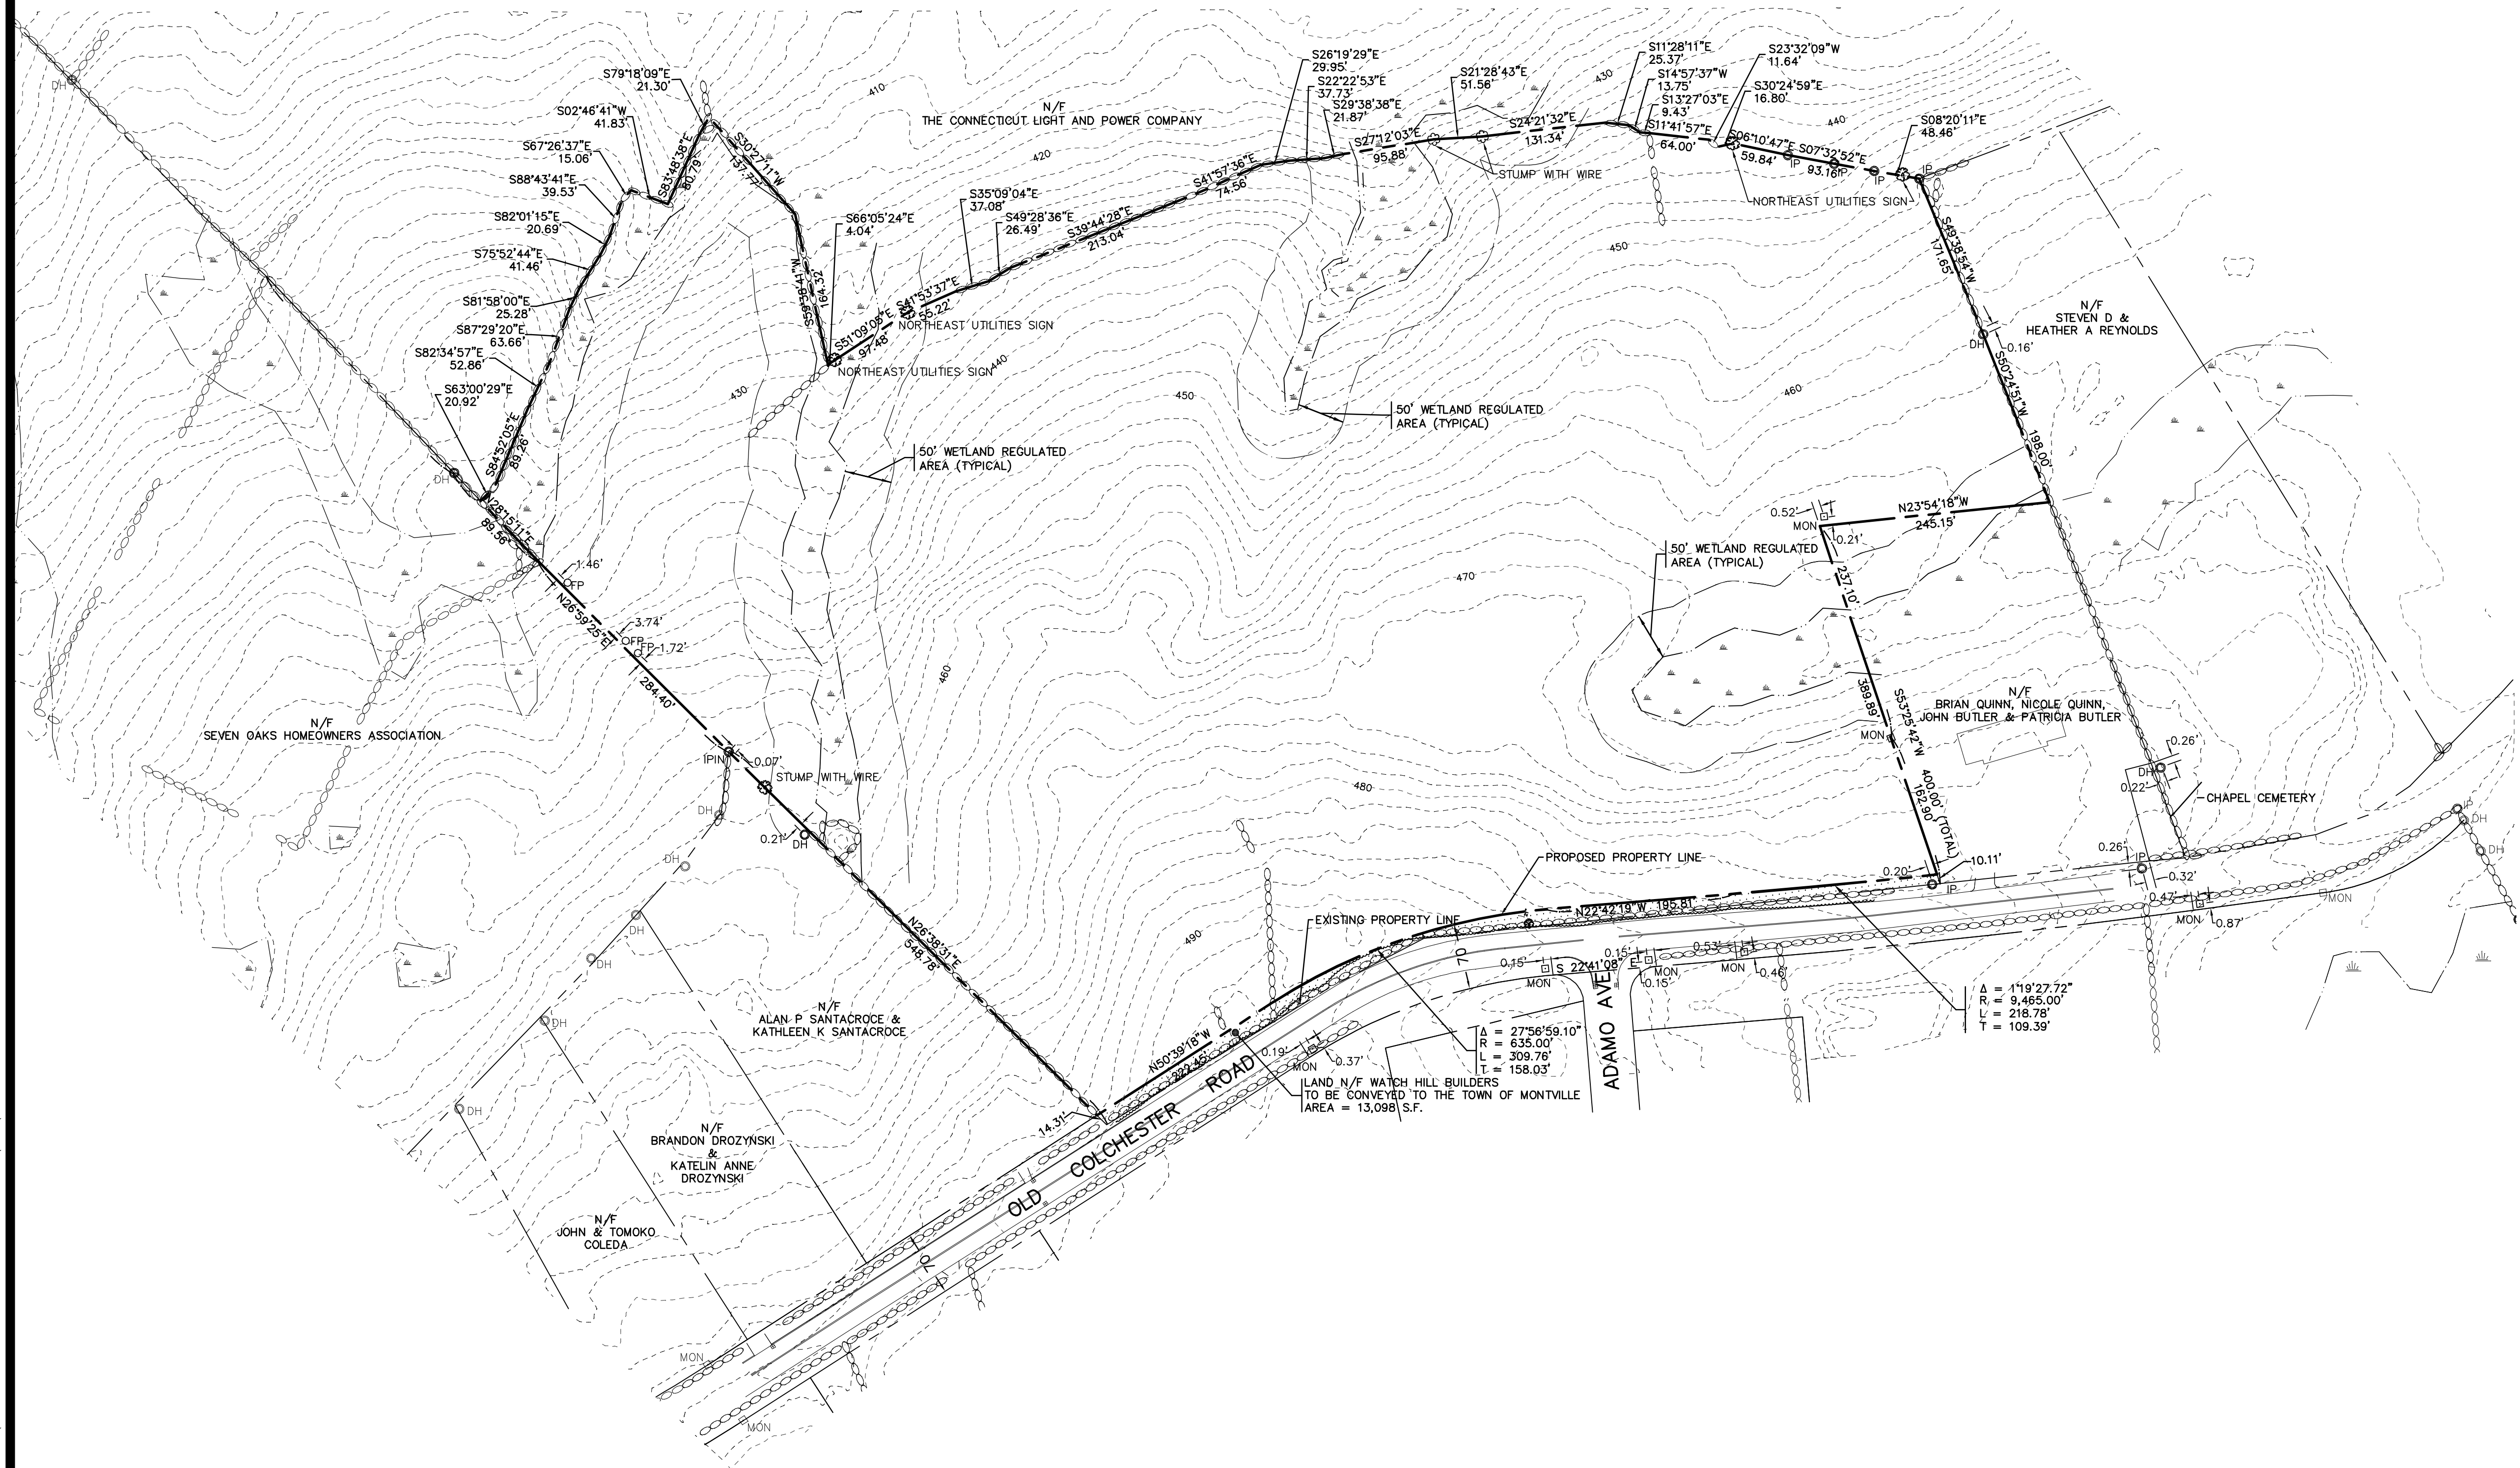 S79°18'09"E
21.30'
S02°46'41"W
41.83'
S67°26'37"E
15.06'
S88°43'41"E
39.53'
S82°01'15"E
20.69'
S75°52'44"E
41.46'
S81°58'00"E
25.28'
S87°29'20"E
63.66'
S82°34'57"E
52.86'
S63°00'29"E
20.92'
S84°52'05"E
89.26'
S83°48'38"E
80.79'
S30°27'11"W
137.77'
S59°38'41"W
164.32'
S66°05'24"E
4.04'
S51°09'05"E
97.48'
S41°53'37"E
55.22'
NORTHEAST UTILITIES SIGN
NORTHEAST UTILITIES SIGN
S35°09'04"E
37.08'
S49°28'36"E
26.49'
S39°44'28"E
213.04'
S41°57'36"E
74.56'
N/F
THE CONNECTICUT LIGHT AND POWER COMPANY
S26°19'29"E
29.95'
S22°22'53"E
37.73'
S29°38'38"E
21.87'
S27°12'03"E
95.88'
S21°28'43"E
51.56'
S24°21'32"E
131.34'
STUMP WITH WIRE
S11°28'11"E
25.37'
S14°57'37"W
13.75'
S13°27'03"E
9.43'
S11°41'57"E
64.00'
S23°32'09"W
11.64'
S30°24'59"E
16.80'
S06°10'47"E
59.84'
S07°32'52"E
93.16'
S08°20'11"E
48.46'
IP
IP
IP
IP
NORTHEAST UTILITIES SIGN
S49°38'54"W
171.65'
DH
0.16'
S50°24'51"W
198.00'
N/F
STEVEN D &
HEATHER A REYNOLDS
410
420
430
440
450
430
440
450
460
470
460
480
490
DH
DH
50' WETLAND REGULATED
AREA (TYPICAL)
50' WETLAND REGULATED
AREA (TYPICAL)
50' WETLAND REGULATED
AREA (TYPICAL)
0.52'
MON
0.21'
N23°54'18"W
245.15'
237.10'
389.89'
S53°25'42"W
400.00' (TOTAL)
162.90'
MON
N/F
BRIAN QUINN, NICOLE QUINN,
JOHN BUTLER & PATRICIA BUTLER
0.26'
DH
0.22'
CHAPEL CEMETERY
0.26'
IP
0.32'
0.47'
MON
0.87'
MON
IP
DH
DH
N28°15'11"E
89.56'
1.46'
FP
N26°59'25"E
3.74'
FP
FP
1.72'
284.40'
IPIN
0.07'
STUMP WITH WIRE
0.21'
DH
N/F
SEVEN OAKS HOMEOWNERS ASSOCIATION
DH
DH
DH
DH
DH
DH
N26°38'31"E
548.78'
N/F
ALAN P SANTACROCE &
KATHLEEN K SANTACROCE
N/F
BRANDON DROZYNSKI
&
KATELIN ANNE
DROZYNSKI
N/F
JOHN & TOMOKO
COLEDA
14.31'
N50°39'18"W
222.45'
PROPOSED PROPERTY LINE
EXISTING PROPERTY LINE
N22°42'19"W 195.81'
0.20'
10.11'
IP
70
0.15'
MON
S 22°41'08" E
0.15'
MON
0.15'
0.53'
MON
0.46'
ADAMO AVE
0.19'
MON
0.37'
OLD COLCHESTER ROAD
70
MON
MON
Δ = 27°56'59.10"
R = 635.00'
L = 309.76'
T = 158.03'
Δ = 1°19'27.72"
R = 9,465.00'
L = 218.78'
T = 109.39'
LAND N/F WATCH HILL BUILDERS
TO BE CONVEYED TO THE TOWN OF MONTVILLE
AREA = 13,098 S.F.